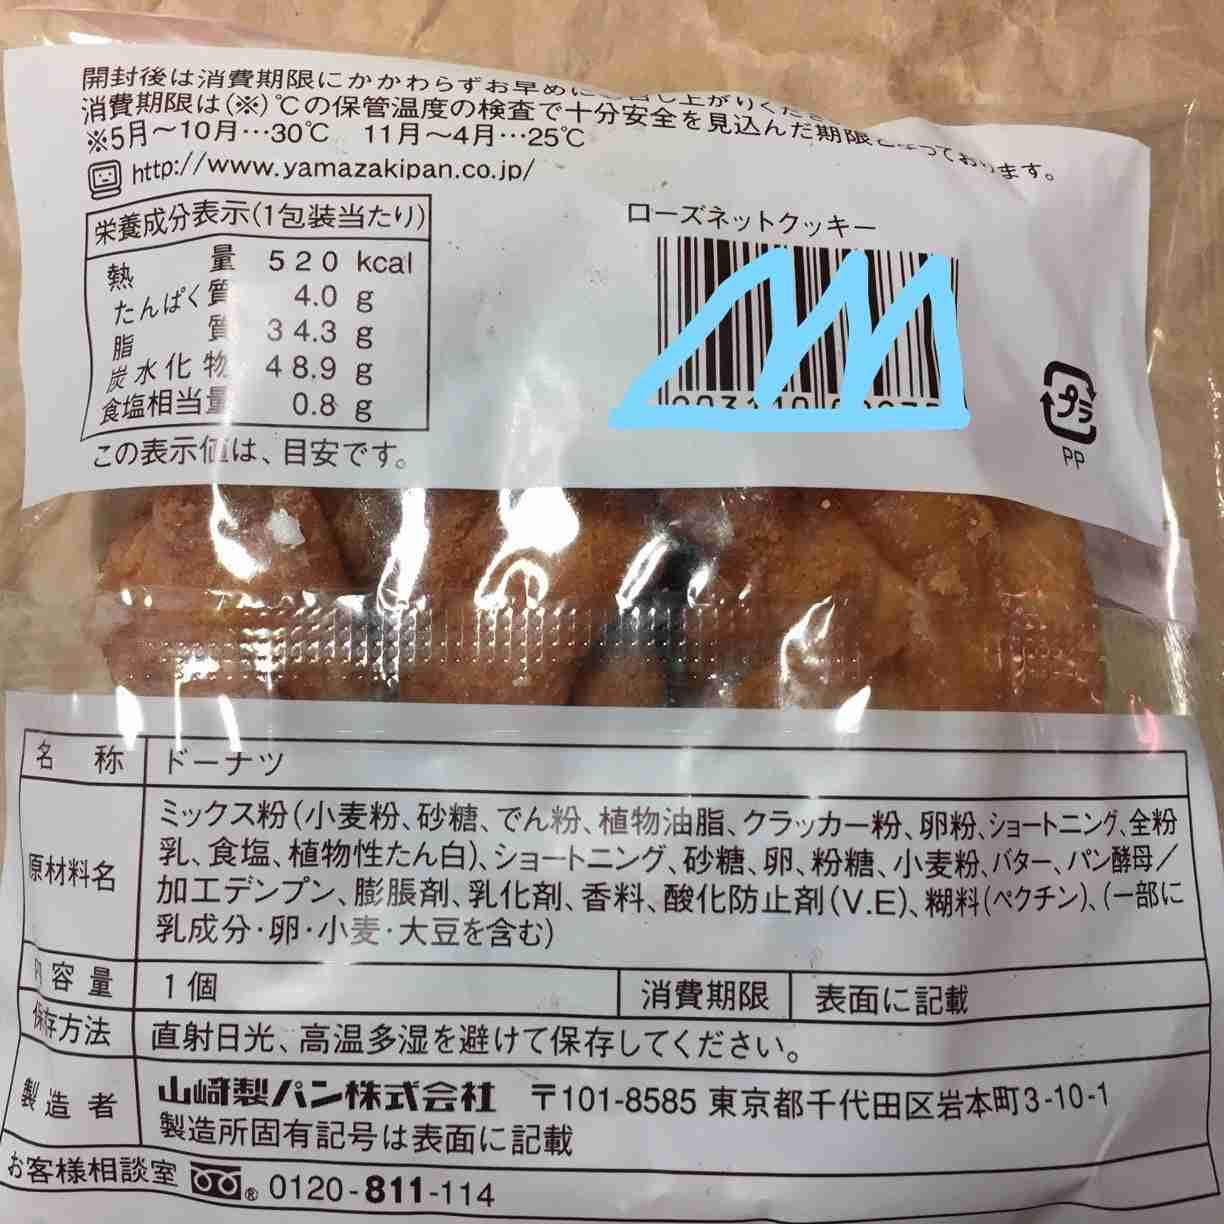 開封後は消費期限にかかわらずお早めに
消費期限は(※)℃の保管温度の検査で十分安全を見込んだ期限となっております。
※5月〜10月…30℃ 11月〜4月…25℃
http://www.yamazakipan.co.jp/
栄養成分表示(1包装当たり)
熱量 520 kcal
たんぱく質 4.0 g
脂質 34.3 g
炭水化物 48.9 g
食塩相当量 0.8 g
この表示値は、目安です。
ローズネットクッキー
プラ
PP
名称 ドーナツ
原材料名 ミックス粉(小麦粉、砂糖、でん粉、植物油脂、クラッカー粉、卵粉、ショートニング、全粉
乳、食塩、植物性たん白)、ショートニング、砂糖、卵、粉糖、小麦粉、バター、パン酵母/
加工デンプン、膨脹剤、乳化剤、香料、酸化防止剤(V.E)、糊料(ペクチン)、(一部に
乳成分・卵・小麦・大豆を含む)
内容量 1個 消費期限 表面に記載
保存方法 直射日光、高温多湿を避けて保存してください。
製造者 山崎製パン株式会社 〒101-8585 東京都千代田区岩本町3-10-1
製造所固有記号は表面に記載
お客様相談室 ® 0120-811-114